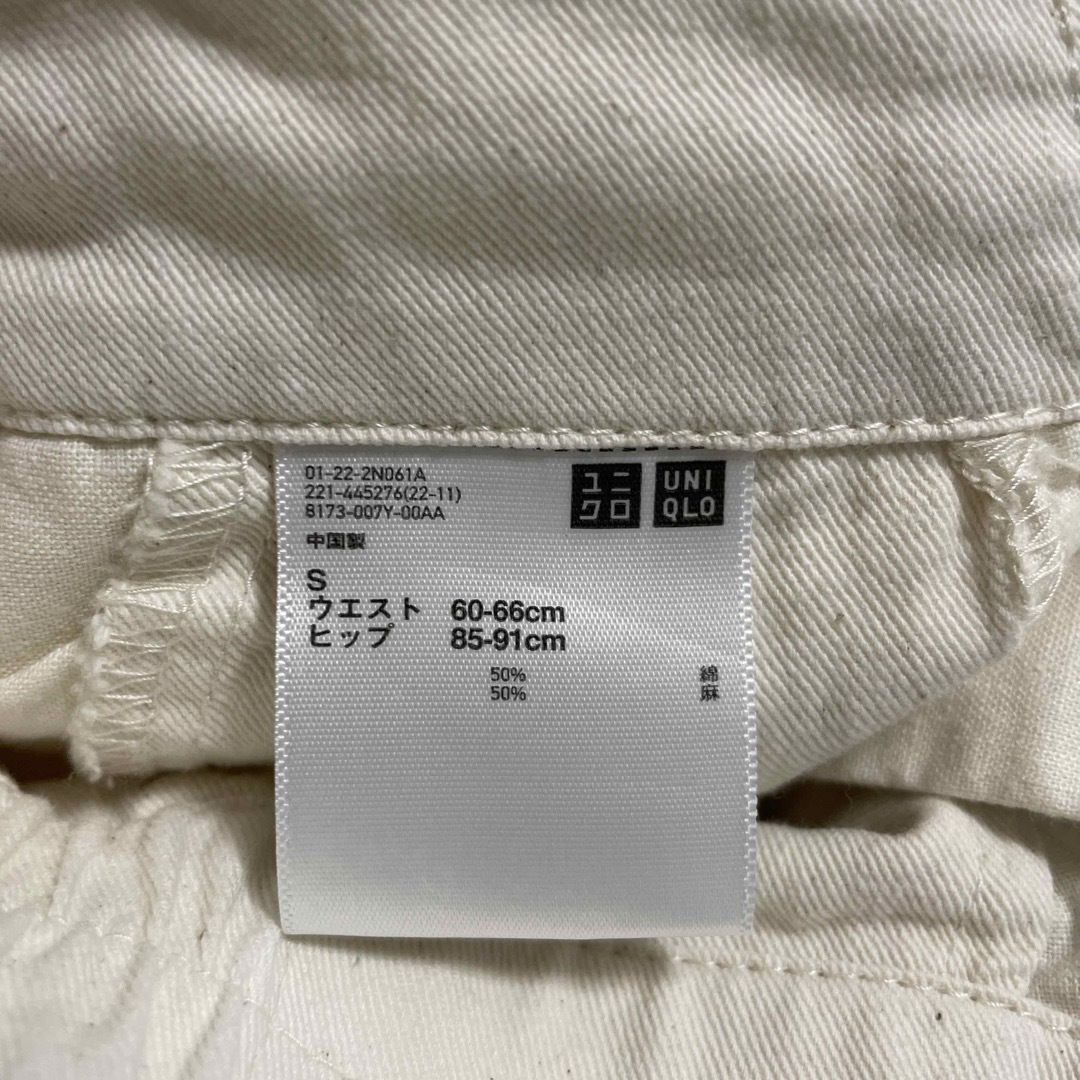 01-22-2N061A
221-445276(22-11)
8173-007Y-00AA
ユニ
クロ
UNI
QLO
中国製
S
ウエスト 60-66cm
ヒップ 85-91cm
50% 綿
50% 麻